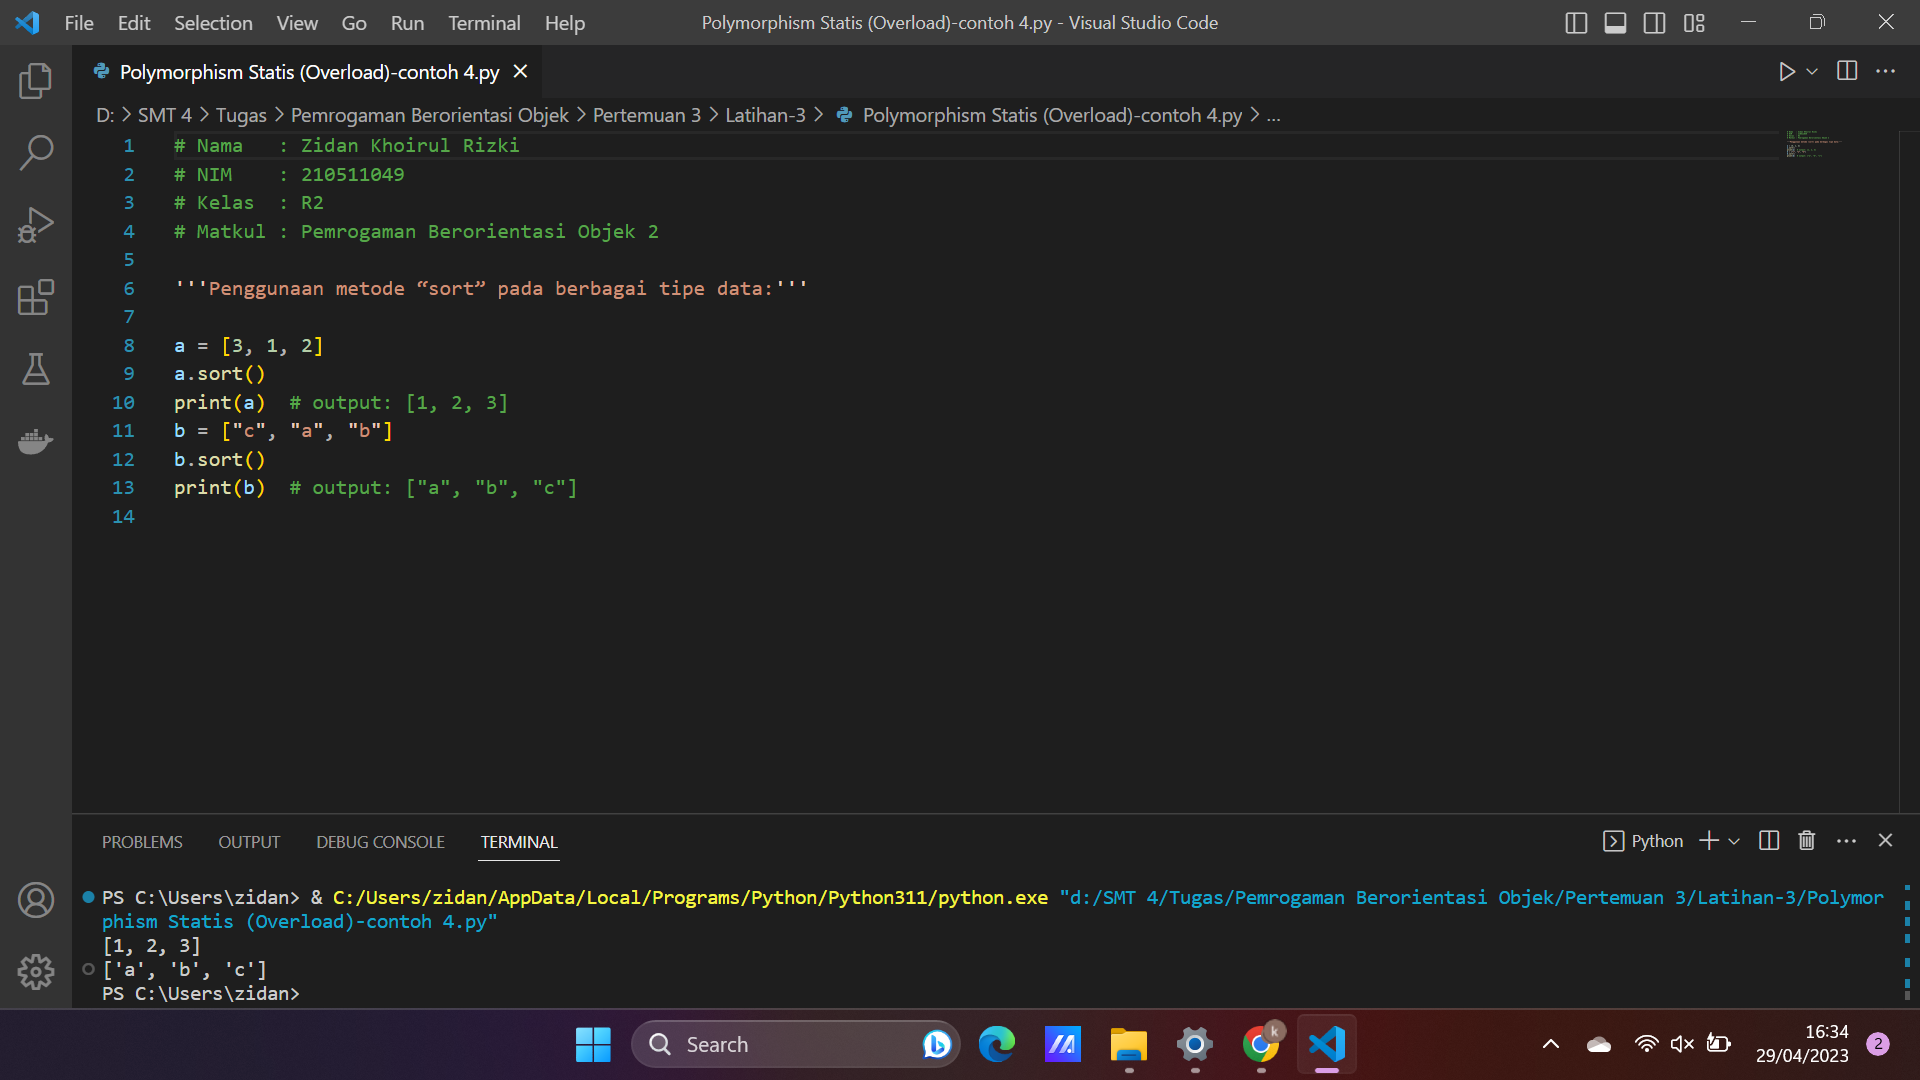 File Edit Selection View Go Run Terminal Help Polymorphism Statis (Overload)-contoh 4.py - Visual Studio Code
Polymorphism Statis (Overload)-contoh 4.py
D: > SMT 4 > Tugas > Pemrogaman Berorientasi Objek > Pertemuan 3 > Latihan-3 > Polymorphism Statis (Overload)-contoh 4.py > ...
1 # Nama   : Zidan Khoirul Rizki
2 # NIM    : 210511049
3 # Kelas  : R2
4 # Matkul : Pemrogaman Berorientasi Objek 2
5
6 '''Penggunaan metode “sort” pada berbagai tipe data:'''
7
8 a = [3, 1, 2]
9 a.sort()
10 print(a)  # output: [1, 2, 3]
11 b = ["c", "a", "b"]
12 b.sort()
13 print(b)  # output: ["a", "b", "c"]
14
PROBLEMS OUTPUT DEBUG CONSOLE TERMINAL Python
PS C:\Users\zidan> & C:/Users/zidan/AppData/Local/Programs/Python/Python311/python.exe "d:/SMT 4/Tugas/Pemrogaman Berorientasi Objek/Pertemuan 3/Latihan-3/Polymor
phism Statis (Overload)-contoh 4.py"
[1, 2, 3]
['a', 'b', 'c']
PS C:\Users\zidan>
Search
k
16:34
29/04/2023
2